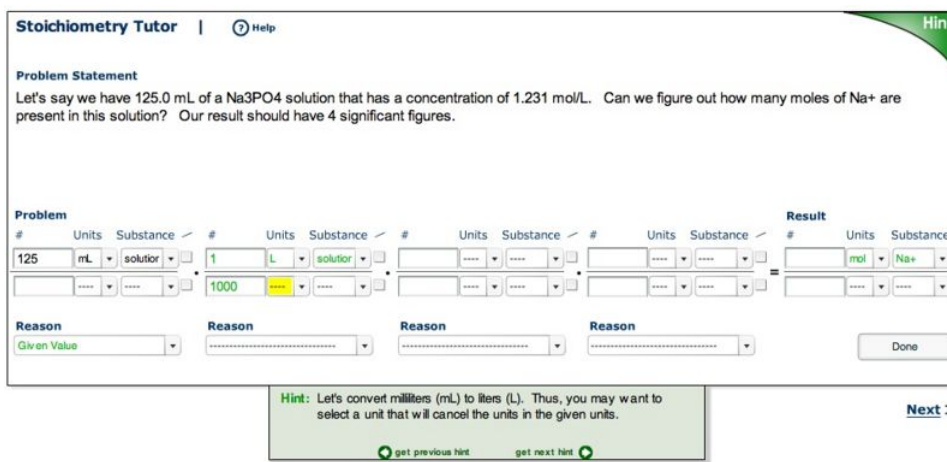 Stoichiometry Tutor | ? Help Hin
Problem Statement
Let's say we have 125.0 mL of a Na3PO4 solution that has a concentration of 1.231 mol/L. Can we figure out how many moles of Na+ are
present in this solution? Our result should have 4 significant figures.
Problem Result
# Units Substance # Units Substance # Units Substance # Units Substance # Units Substance
125 mL solutior 1 L solutior ---- ---- ---- ---- = mol Na+
---- ---- 1000 ---- ---- ---- ---- ---- ---- ---- ----
Reason Reason Reason Reason
Given Value --------------------------------- --------------------------------- --------------------------------- Done
Hint: Let's convert milliliters (mL) to liters (L). Thus, you may want to
select a unit that will cancel the units in the given units.
Next
get previous hint get next hint